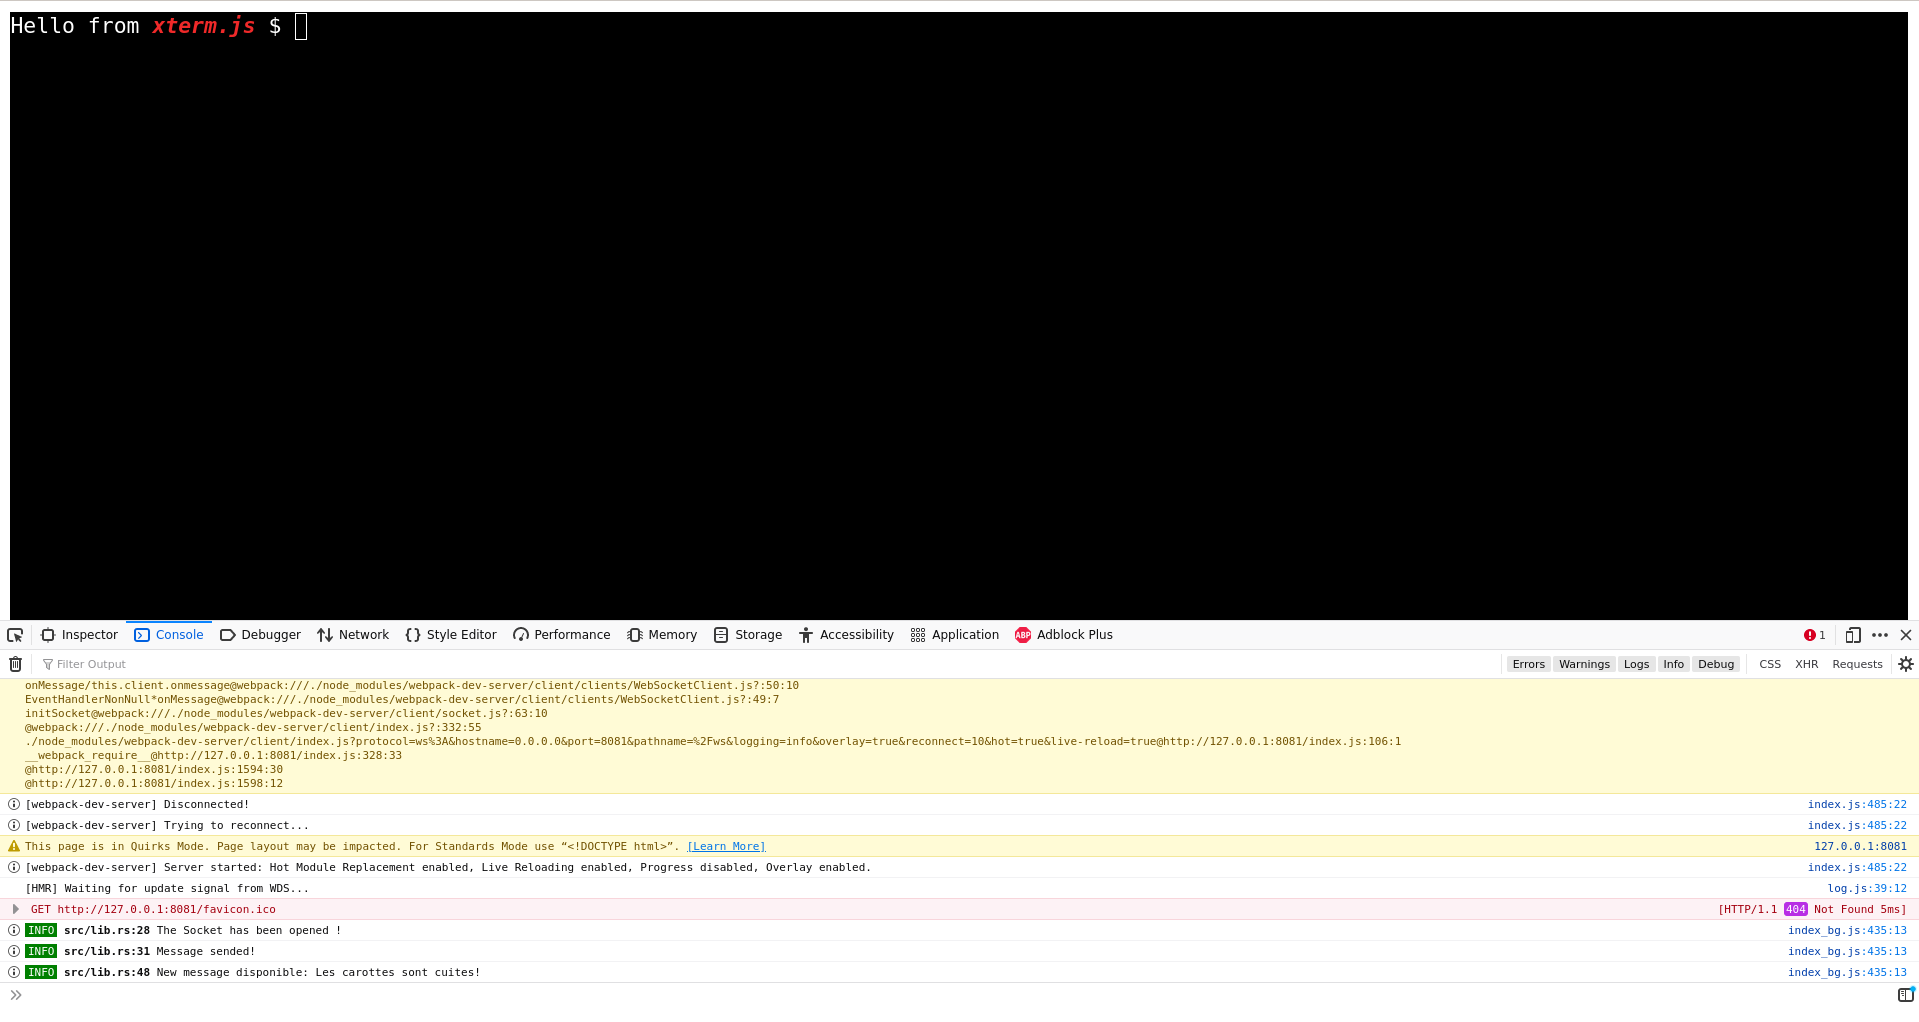 Hello from xterm.js $
Inspector Console Debugger Network Style Editor Performance Memory Storage Accessibility Application ABP Adblock Plus 1
Filter Output Errors Warnings Logs Info Debug CSS XHR Requests
onMessage/this.client.onmessage@webpack:///./node_modules/webpack-dev-server/client/clients/WebSocketClient.js?:50:10
EventHandlerNonNull*onMessage@webpack:///./node_modules/webpack-dev-server/client/clients/WebSocketClient.js?:49:7
initSocket@webpack:///./node_modules/webpack-dev-server/client/socket.js?:63:10
@webpack:///./node_modules/webpack-dev-server/client/index.js?:332:55
./node_modules/webpack-dev-server/client/index.js?protocol=ws%3A&hostname=0.0.0.0&port=8081&pathname=%2Fws&logging=info&overlay=true&reconnect=10&hot=true&live-reload=true@http://127.0.0.1:8081/index.js:106:1
__webpack_require__@http://127.0.0.1:8081/index.js:328:33
@http://127.0.0.1:8081/index.js:1594:30
@http://127.0.0.1:8081/index.js:1598:12
[webpack-dev-server] Disconnected! index.js:485:22
[webpack-dev-server] Trying to reconnect... index.js:485:22
This page is in Quirks Mode. Page layout may be impacted. For Standards Mode use “<!DOCTYPE html>”. [Learn More] 127.0.0.1:8081
[webpack-dev-server] Server started: Hot Module Replacement enabled, Live Reloading enabled, Progress disabled, Overlay enabled. index.js:485:22
[HMR] Waiting for update signal from WDS... log.js:39:12
GET http://127.0.0.1:8081/favicon.ico [HTTP/1.1 404 Not Found 5ms]
INFO src/lib.rs:28 The Socket has been opened ! index_bg.js:435:13
INFO src/lib.rs:31 Message sended! index_bg.js:435:13
INFO src/lib.rs:48 New message disponible: Les carottes sont cuites! index_bg.js:435:13